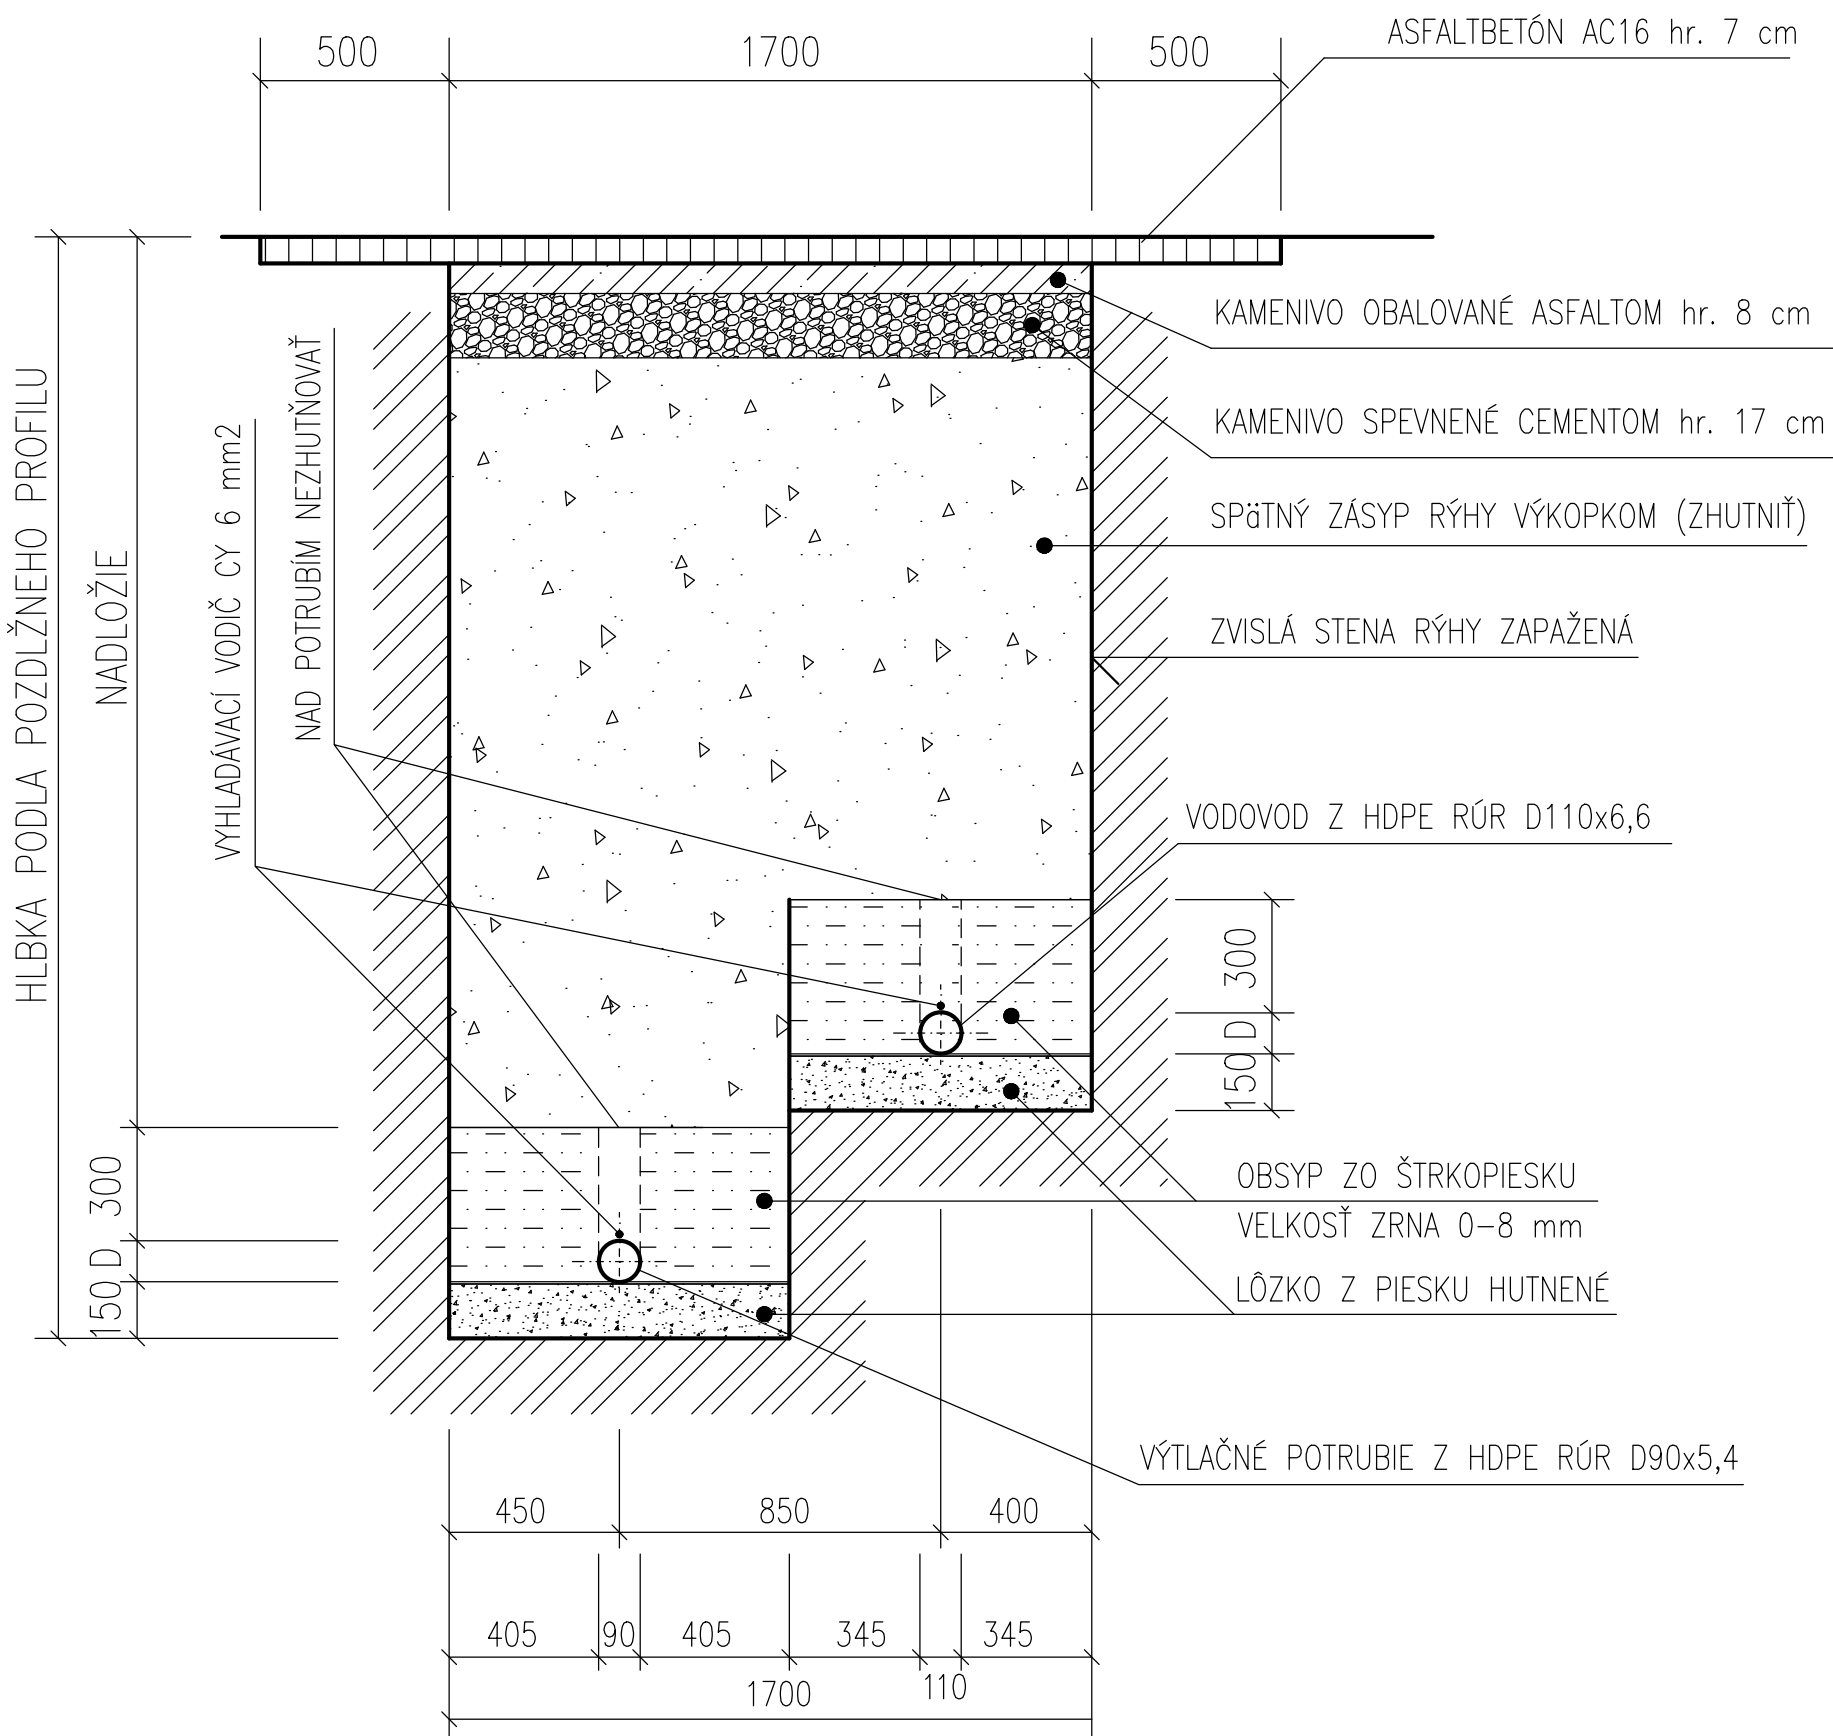 500
1700
500
ASFALTBETÓN AC16 hr. 7 cm
KAMENIVO OBALOVANÉ ASFALTOM hr. 8 cm
KAMENIVO SPEVNENÉ CEMENTOM hr. 17 cm
SPäTNÝ ZÁSYP RÝHY VÝKOPKOM (ZHUTNIŤ)
ZVISLÁ STENA RÝHY ZAPAŽENÁ
VODOVOD Z HDPE RÚR D110x6,6
HLBKA PODLA POZDLŽNEHO PROFILU
NADLOŽIE
VYHLADÁVACÍ VODIČ CY 6 mm2
NAD POTRUBÍM NEZHUTŇOVAŤ
300
D
150
300
D
150
OBSYP ZO ŠTRKOPIESKU
VELKOSŤ ZRNA 0-8 mm
LÔZKO Z PIESKU HUTNENÉ
VÝTLAČNÉ POTRUBIE Z HDPE RÚR D90x5,4
450
850
400
405
90
405
345
345
110
1700